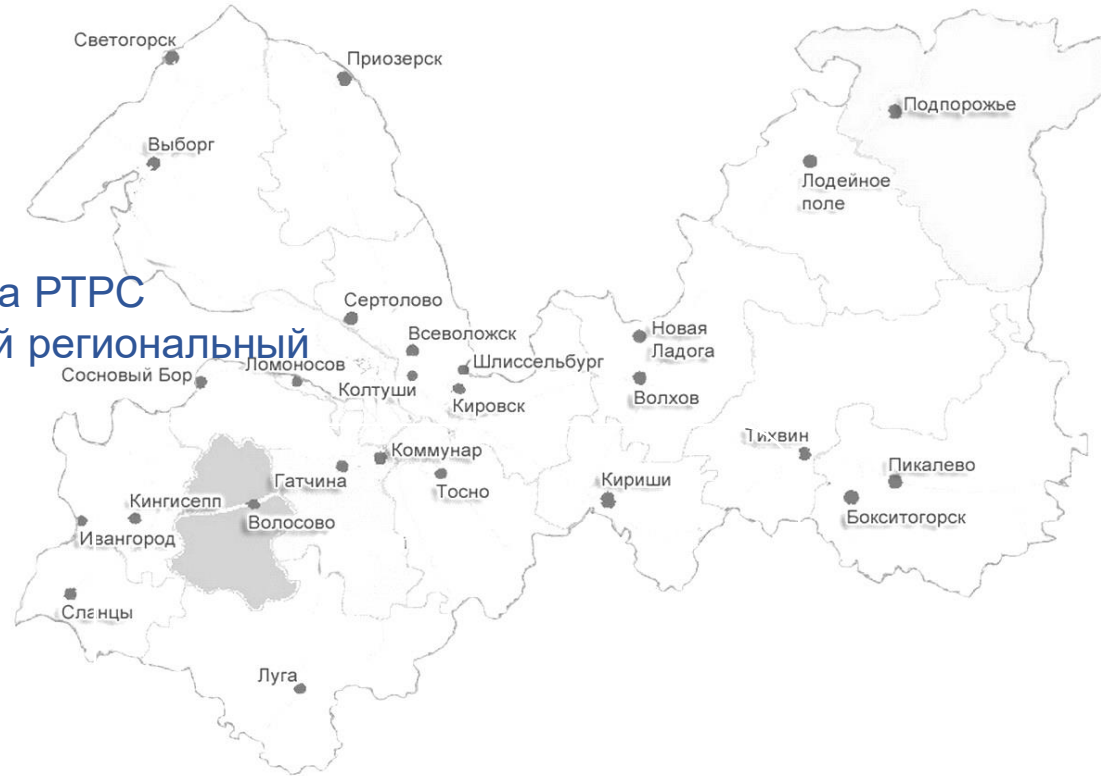 Светогорск
Приозерск
Подпорожье
Выборг
Лодейное
поле
а РТРС
й региональный
Сертолово
Новая
Ладога
Всеволожск
Шлиссельбург
Ломоносов
Сосновый Бор
Колтуши
Волхов
Кировск
Тихвин
Коммунар
Пикалево
Гатчина
Кириши
Тосно
Кингисепп
Бокситогорск
Волосово
Ивангород
Сланцы
Луга